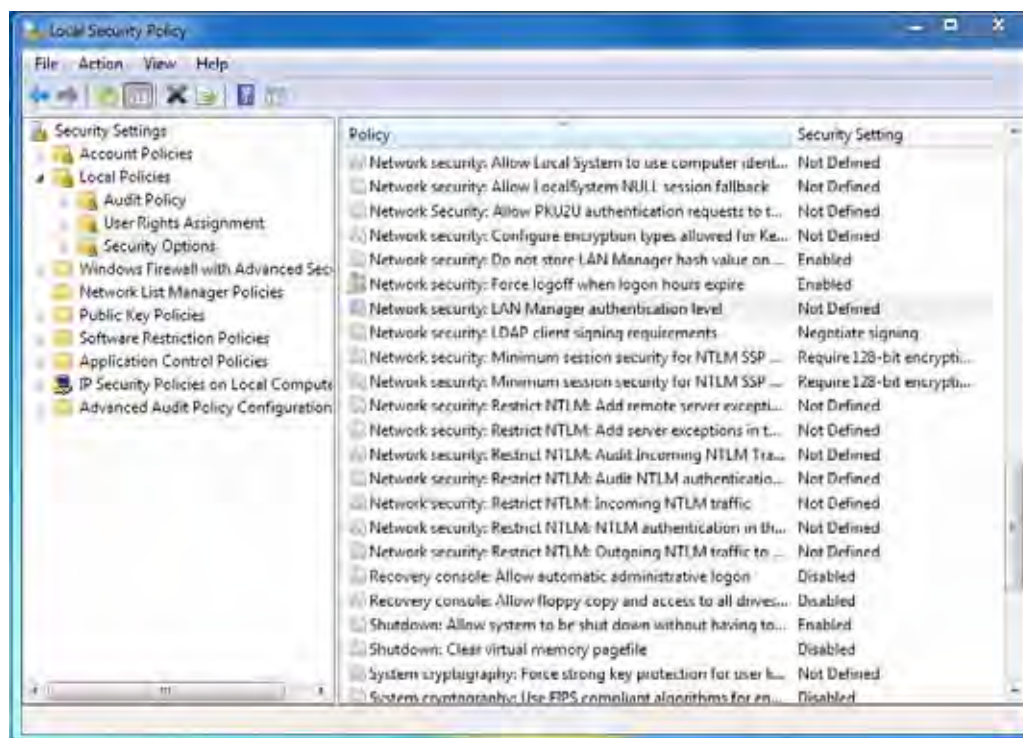 Local Security Policy
File Action View Help
Security Settings
Account Policies
Local Policies
Audit Policy
User Rights Assignment
Security Options
Windows Firewall with Advanced Sec
Network List Manager Policies
Public Key Policies
Software Restriction Policies
Application Control Policies
IP Security Policies on Local Compute
Advanced Audit Policy Configuration
Policy Security Setting
Network security: Allow Local System to use computer ident... Not Defined
Network security: Allow LocalSystem NULL session fallback Not Defined
Network Security: Allow PKU2U authentication requests to t... Not Defined
Network security: Configure encryption types allowed for Ke... Not Defined
Network security: Do not store LAN Manager hash value on ... Enabled
Network security: Force logoff when logon hours expire Enabled
Network security: LAN Manager authentication level Not Defined
Network security: LDAP client signing requirements Negotiate signing
Network security: Minimum session security for NTLM SSP ... Require 128-bit encrypti...
Network security: Minimum session security for NTLM SSP ... Require 128-bit encrypti...
Network security: Restrict NTLM: Add remote server excepti... Not Defined
Network security: Restrict NTLM: Add server exceptions in t... Not Defined
Network security: Restrict NTLM: Audit Incoming NTLM Tra... Not Defined
Network security: Restrict NTLM: Audit NTLM authenticatio... Not Defined
Network security: Restrict NTLM: Incoming NTLM traffic Not Defined
Network security: Restrict NTLM: NTLM authentication in th... Not Defined
Network security: Restrict NTLM: Outgoing NTLM traffic to ... Not Defined
Recovery console: Allow automatic administrative logon Disabled
Recovery console: Allow floppy copy and access to all drives... Disabled
Shutdown: Allow system to be shut down without having to... Enabled
Shutdown: Clear virtual memory pagefile Disabled
System cryptography: Force strong key protection for user k... Not Defined
System cryptography: Use FIPS compliant algorithms for en... Disabled